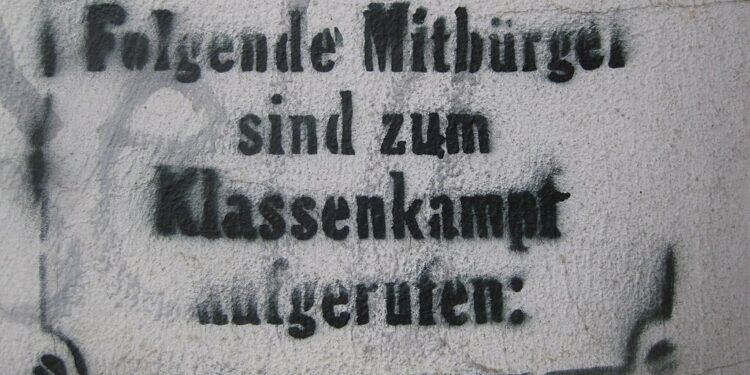 Folgende Mitbürger
sind zum
Klassenkampf
aufgerufen: